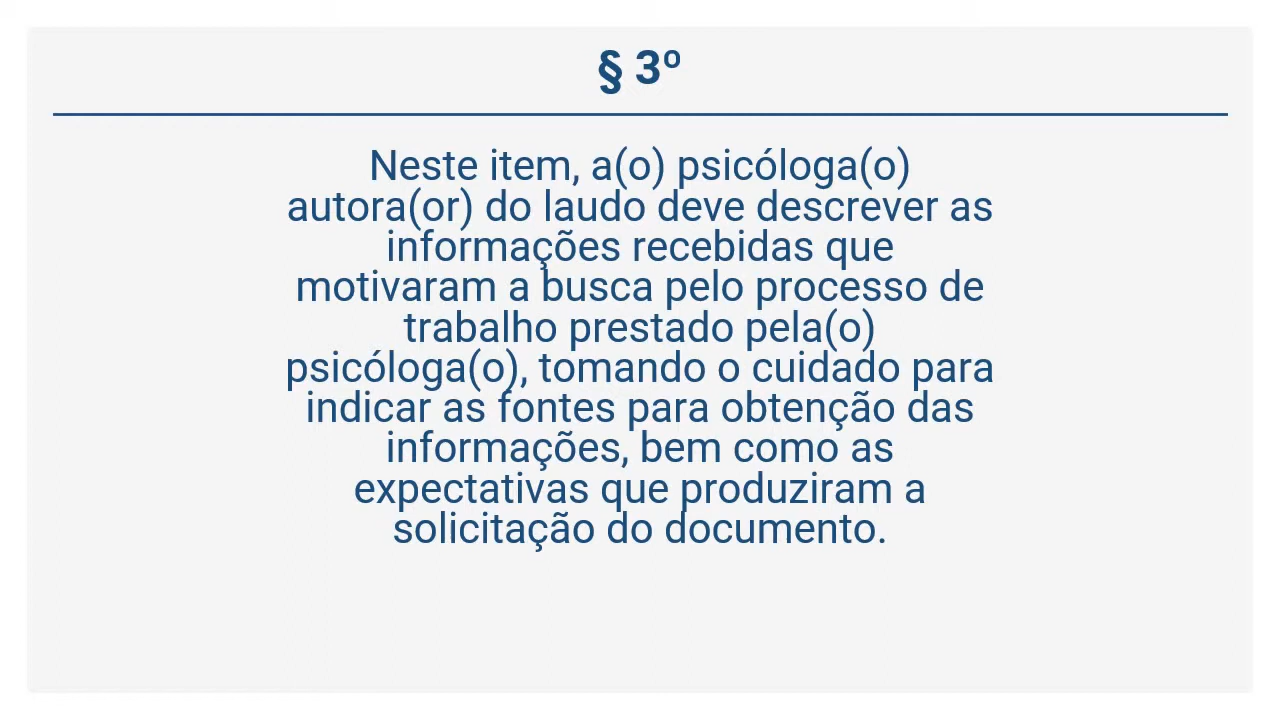 § 3º
Neste item, a(o) psicóloga(o)
autora(or) do laudo deve descrever as
informações recebidas que
motivaram a busca pelo processo de
trabalho prestado pela(o)
psicóloga(o), tomando o cuidado para
indicar as fontes para obtenção das
informações, bem como as
expectativas que produziram a
solicitação do documento.